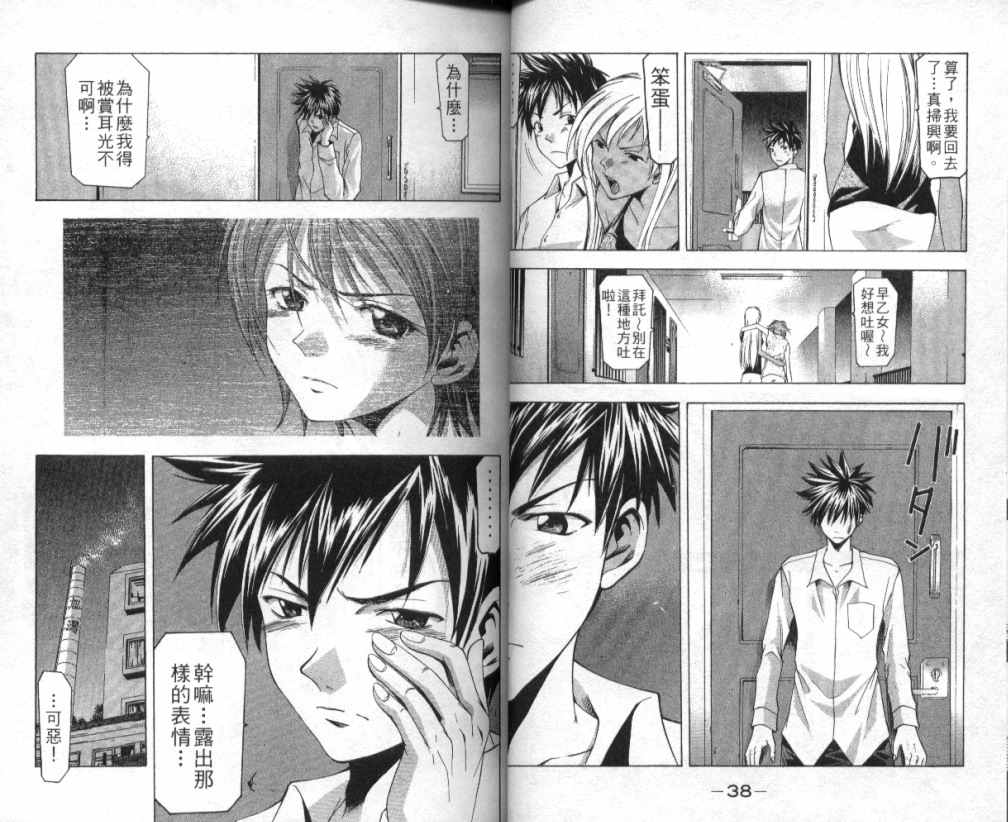 算了，我要回去
了…真掃興啊。
笨蛋
早乙女～我
好想吐喔～
拜託～別在
這種地方吐
啦！
バタン
……
－38－
為什麼…
為什麼我得
被賞耳光不
可啊…
……
幹嘛…露出那
樣的表情…
…可惡！